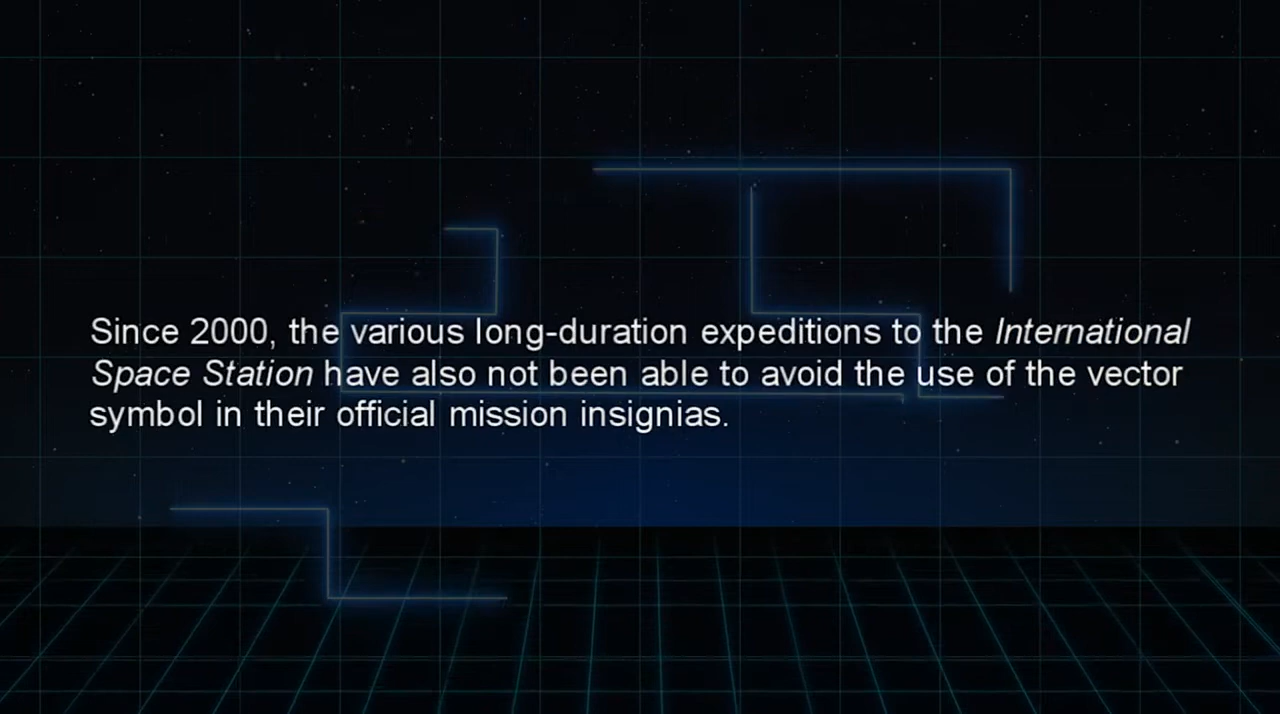 Since 2000, the various long-duration expeditions to the International
Space Station have also not been able to avoid the use of the vector
symbol in their official mission insignias.